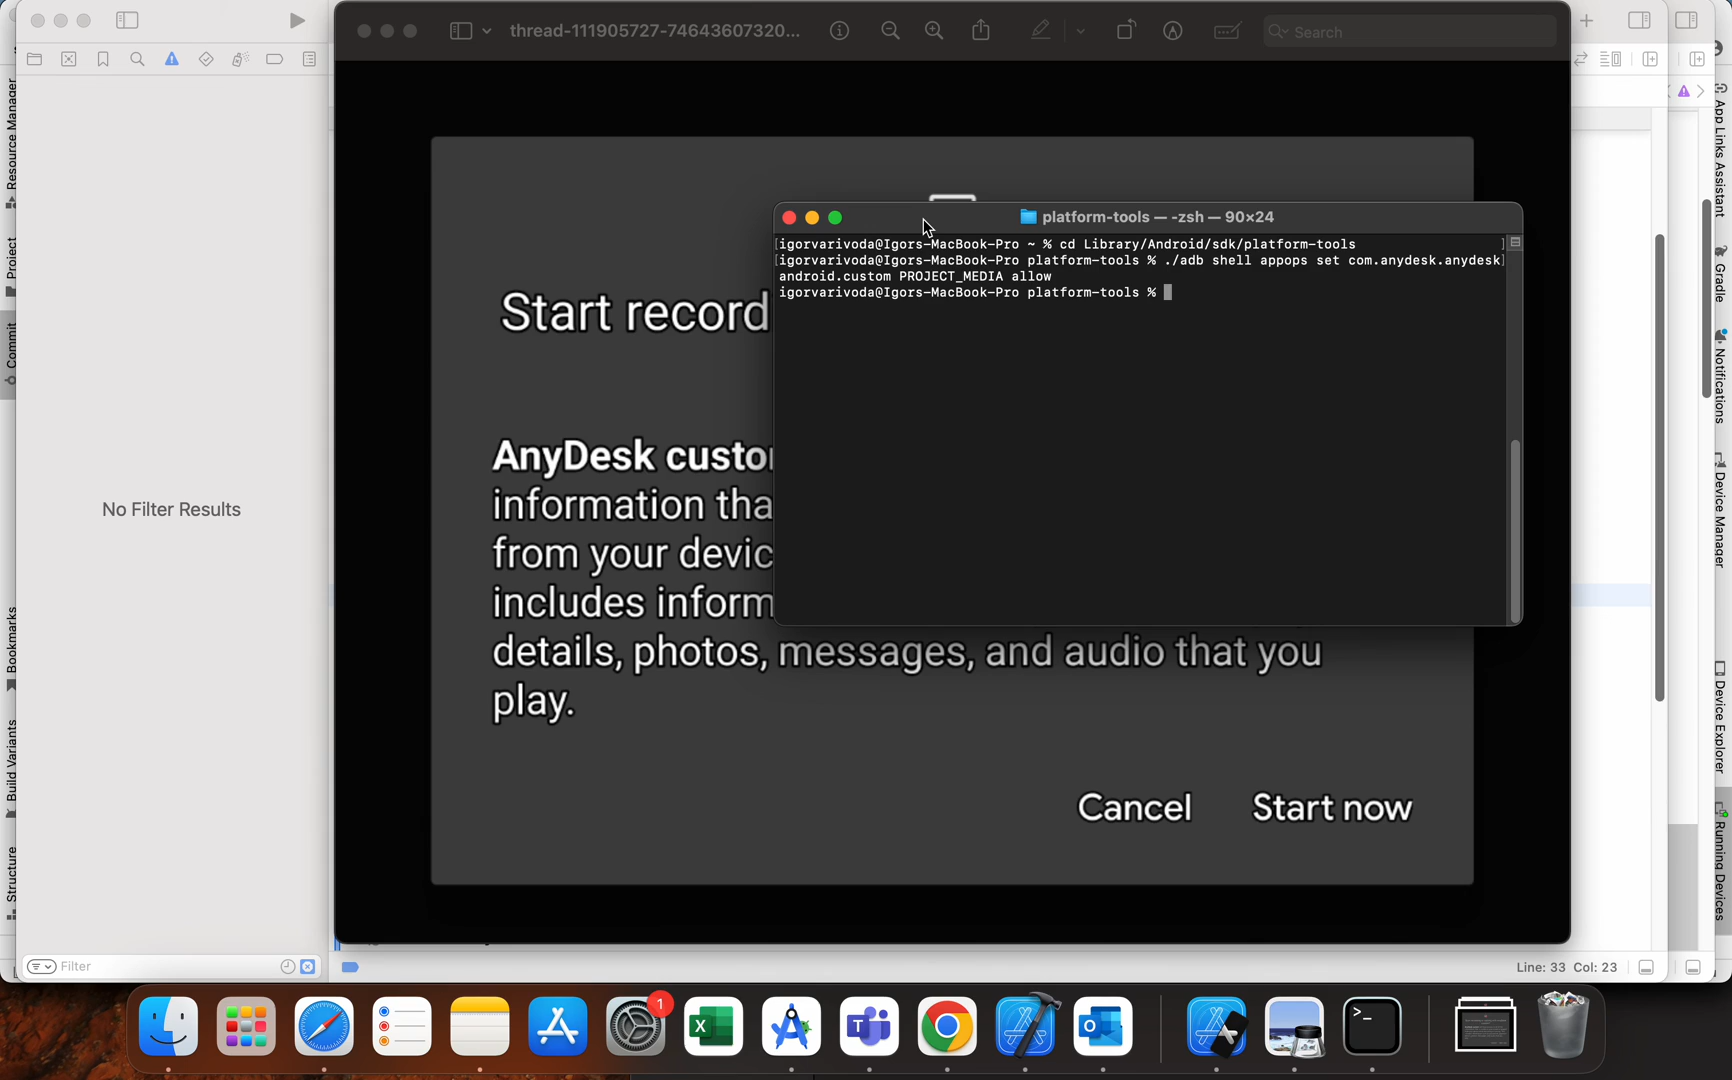 thread-111905727-74643607320...
Search
Resource Manager
Project
Commit
Bookmarks
Build Variants
Structure
No Filter Results
Filter
Start record
AnyDesk custo
information tha
from your devic
includes inform
details, photos, messages, and audio that you
play.
Cancel
Start now
platform-tools — -zsh — 90×24
[igorvarivoda@Igors-MacBook-Pro ~ % cd Library/Android/sdk/platform-tools ]
[igorvarivoda@Igors-MacBook-Pro platform-tools % ./adb shell appops set com.anydesk.anydesk]
android.custom PROJECT_MEDIA allow
igorvarivoda@Igors-MacBook-Pro platform-tools %
App Links Assistant
Gradle
Notifications
Device Manager
Device Explorer
Running Devices
Line: 33 Col: 23
1